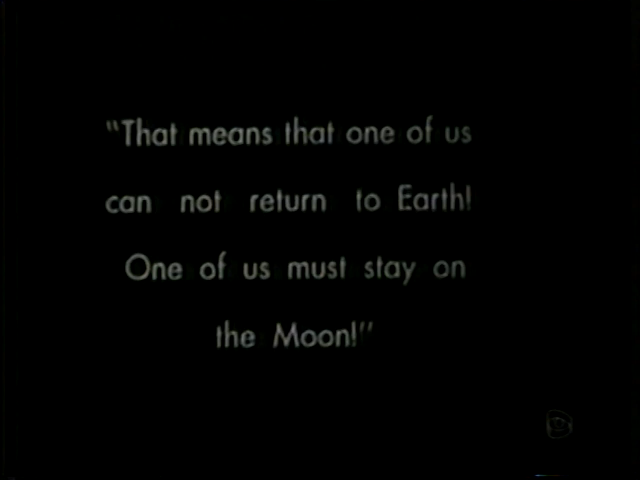 "That means that one of us
can not return to Earth!
One of us must stay on
the Moon!"